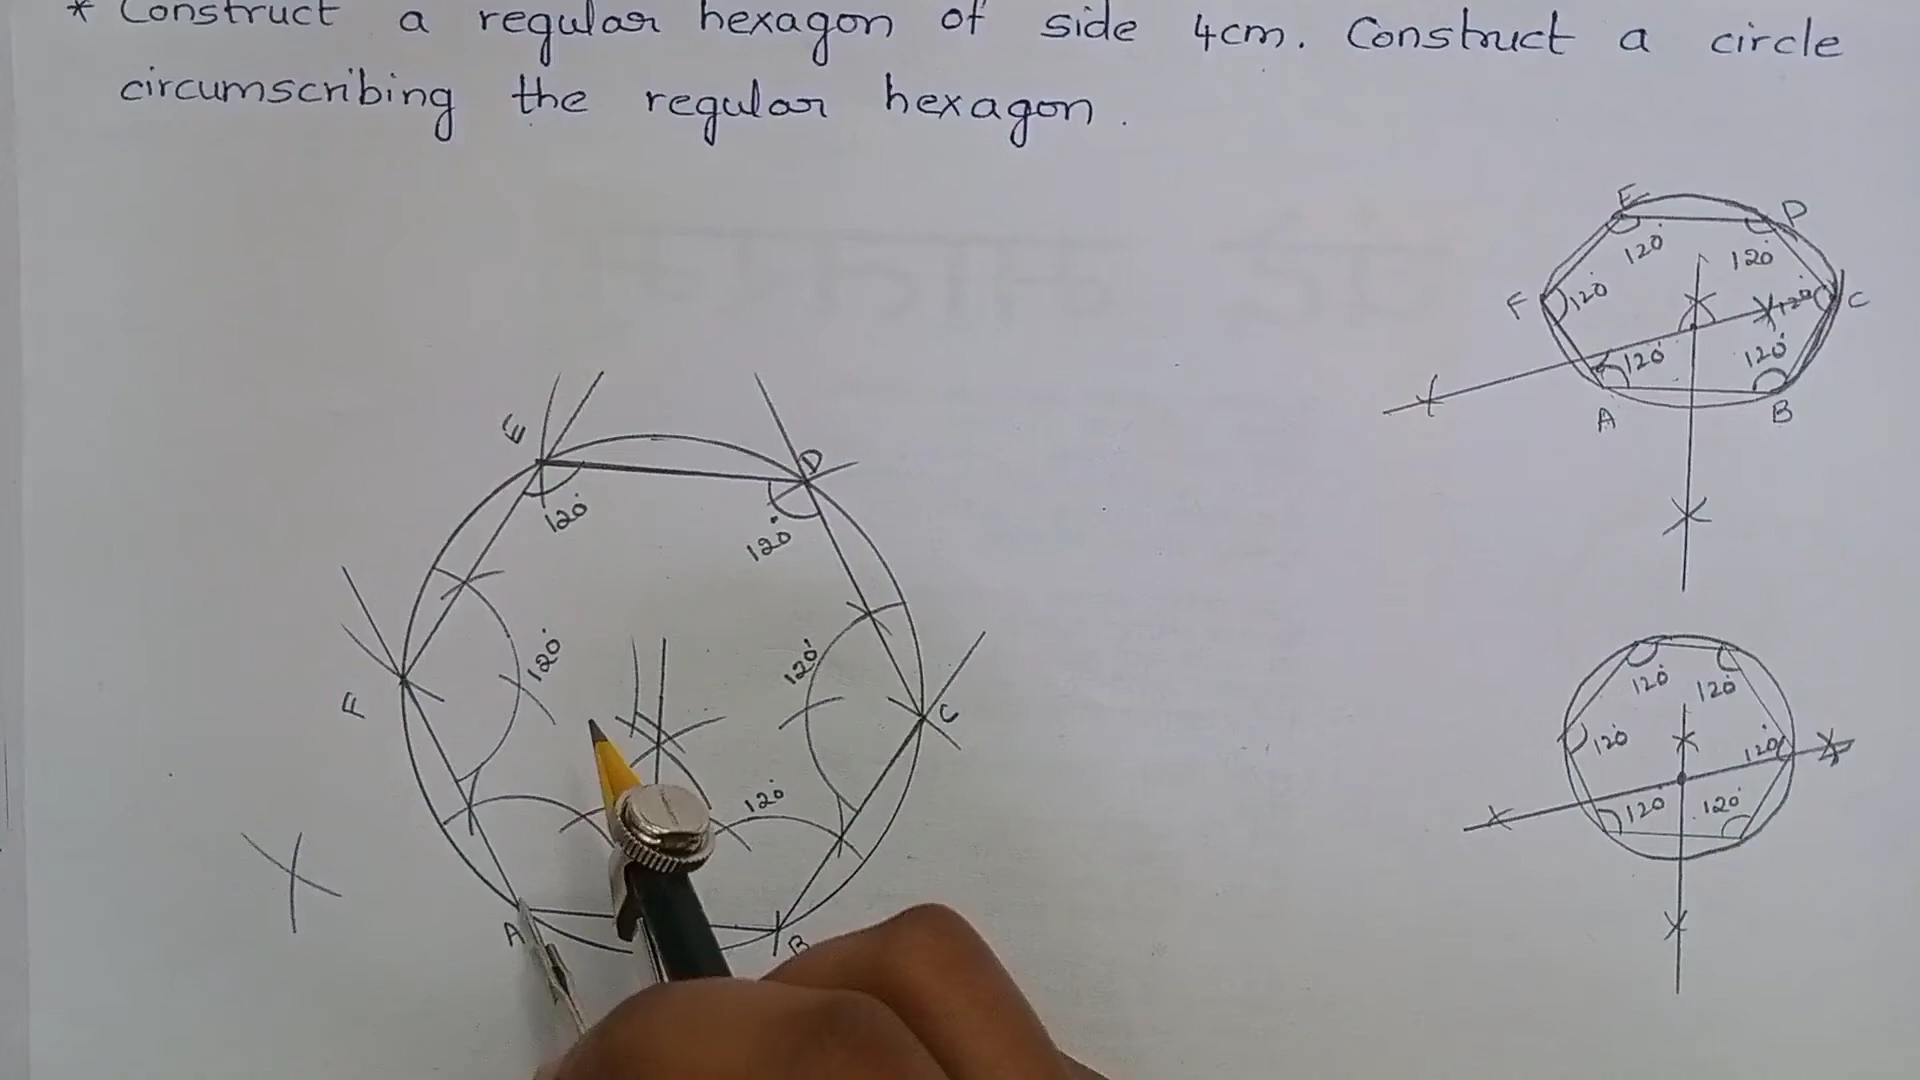 * Construct a regular hexagon of side 4cm. Construct a circle
circumscribing the regular hexagon.
E D
120° 120°
F 120° 120° C
120° 120°
A B
E D
120° 120°
F 120° 120° C
120°
A B
120° 120°
120° 120°
120° 120°